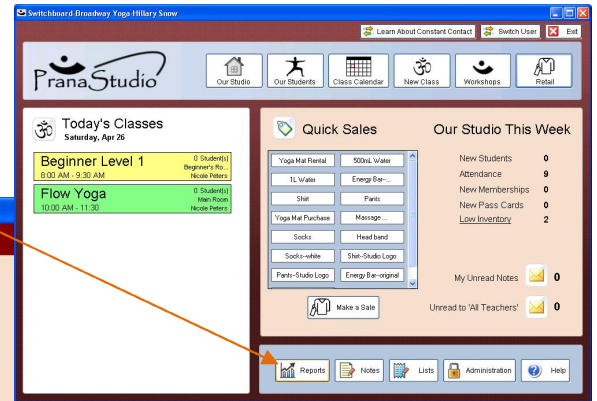 Switchboard-Broadway Yoga-Hillary Snow
Learn About Constant Contact
Switch User
Exit
PranaStudio
Our Studio
Our Students
Class Calendar
New Class
Workshops
Retail
Today's Classes
Saturday, Apr 26
Beginner Level 1
8:00 AM - 9:30 AM
0 Student(s)
Beginner's Ro...
Nicole Peters
Flow Yoga
10:00 AM - 11:30
0 Student(s)
Main Room
Nicole Peters
Quick Sales
Yoga Mat Rental
500mL Water
1L Water
Energy Bar--...
Shirt
Pants
Yoga Mat Purchase
Massage ...
Socks
Head band
Socks--white
Shirt--Studio Logo
Pants--Studio Logo
Energy Bar--original
Make a Sale
Our Studio This Week
New Students 0
Attendance 9
New Memberships 0
New Pass Cards 0
Low Inventory 2
My Unread Notes 0
Unread to 'All Teachers' 0
Reports
Notes
Lists
Administration
Help